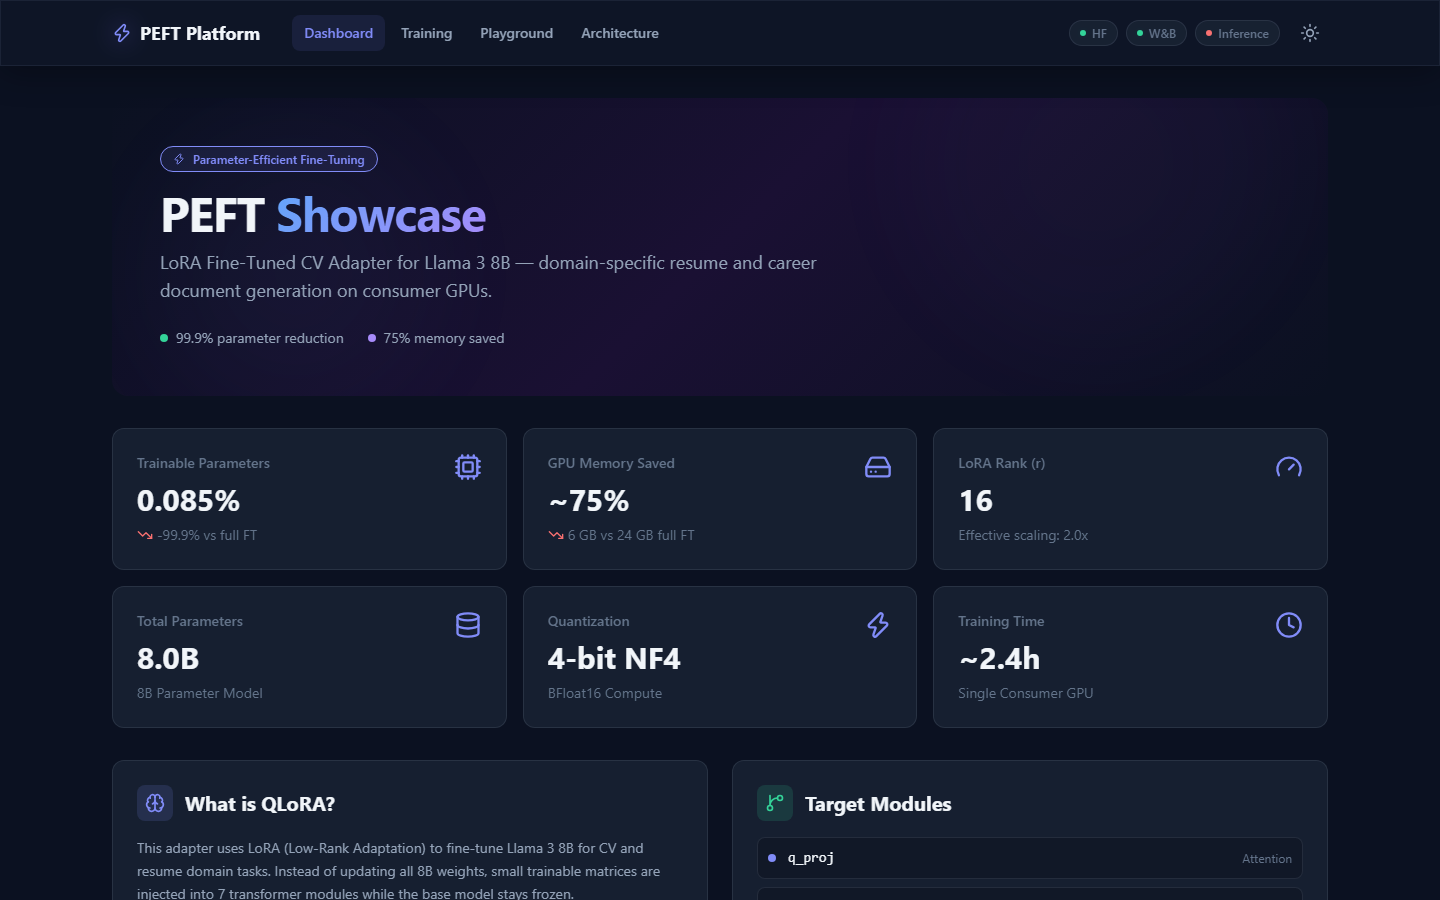 PEFT Platform
Dashboard
Training
Playground
Architecture
HF
W&B
Inference
Parameter-Efficient Fine-Tuning
PEFT Showcase
LoRA Fine-Tuned CV Adapter for Llama 3 8B — domain-specific resume and career
document generation on consumer GPUs.
99.9% parameter reduction
75% memory saved
Trainable Parameters
0.085%
-99.9% vs full FT
GPU Memory Saved
~75%
6 GB vs 24 GB full FT
LoRA Rank (r)
16
Effective scaling: 2.0x
Total Parameters
8.0B
8B Parameter Model
Quantization
4-bit NF4
BFloat16 Compute
Training Time
~2.4h
Single Consumer GPU
What is QLoRA?
This adapter uses LoRA (Low-Rank Adaptation) to fine-tune Llama 3 8B for CV and
resume domain tasks. Instead of updating all 8B weights, small trainable matrices are
injected into 7 transformer modules while the base model stays frozen.
Target Modules
q_proj
Attention